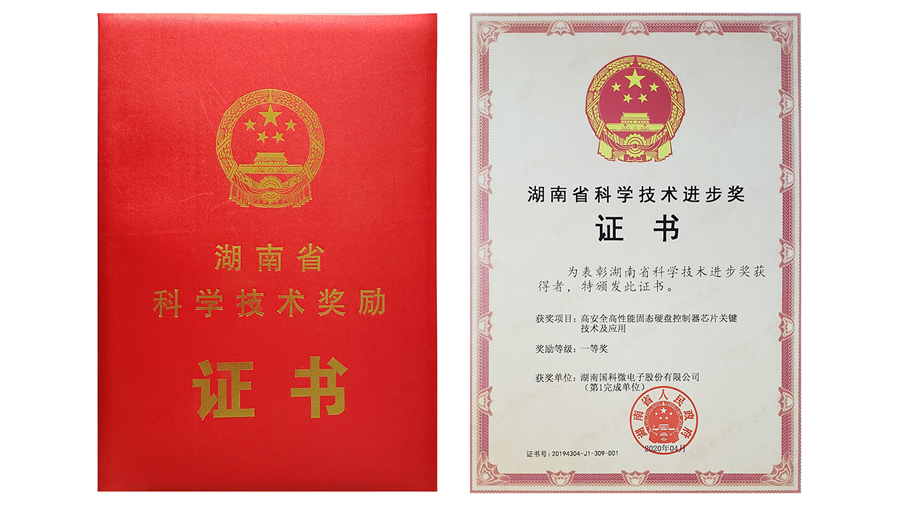 湖南省
科学技术奖励
证书
湖南省科学技术进步奖
证书
为表彰湖南省科学技术进步奖获
得者，特颁发此证书。
获奖项目：高安全高性能固态硬盘控制器芯片关键
技术及应用
奖励等级：一等奖
获奖单位：湖南国科微电子股份有限公司
（第1完成单位）
湖南省人民政府
2020年04月
证书号：20194304-J1-309-001